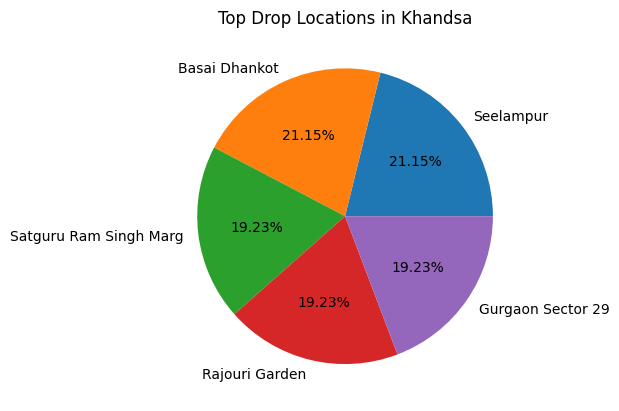 Top Drop Locations in Khandsa
Basai Dhankot
Seelampur
21.15%
21.15%
Satguru Ram Singh Marg
19.23%
19.23%
19.23%
Gurgaon Sector 29
Rajouri Garden